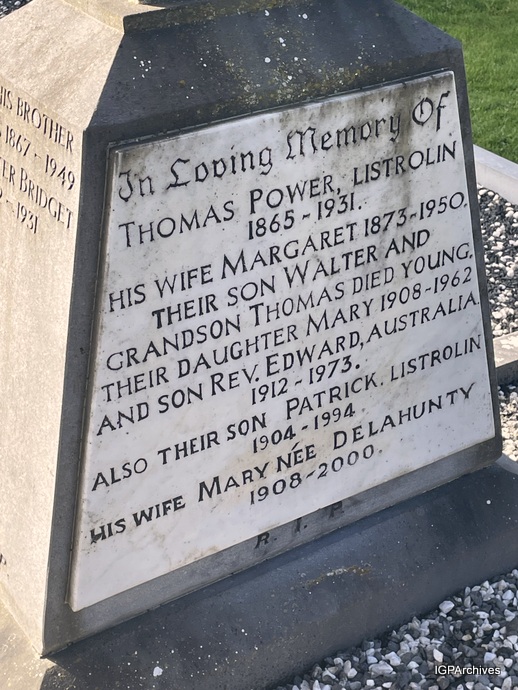 HIS BROTHER
1867 - 1949
BRIDGET
- 1931
In Loving Memory Of
THOMAS POWER, LISTROLIN
1865 - 1931.
HIS WIFE MARGARET 1873-1950.
THEIR SON WALTER AND
GRANDSON THOMAS DIED YOUNG.
THEIR DAUGHTER MARY 1908-1962
AND SON REV. EDWARD, AUSTRALIA.
1912 - 1973.
ALSO THEIR SON PATRICK. LISTROLIN
1904 - 1994.
HIS WIFE MARY NÉE DELAHUNTY
1908 - 2000.
R. I. P.
IGPArchives